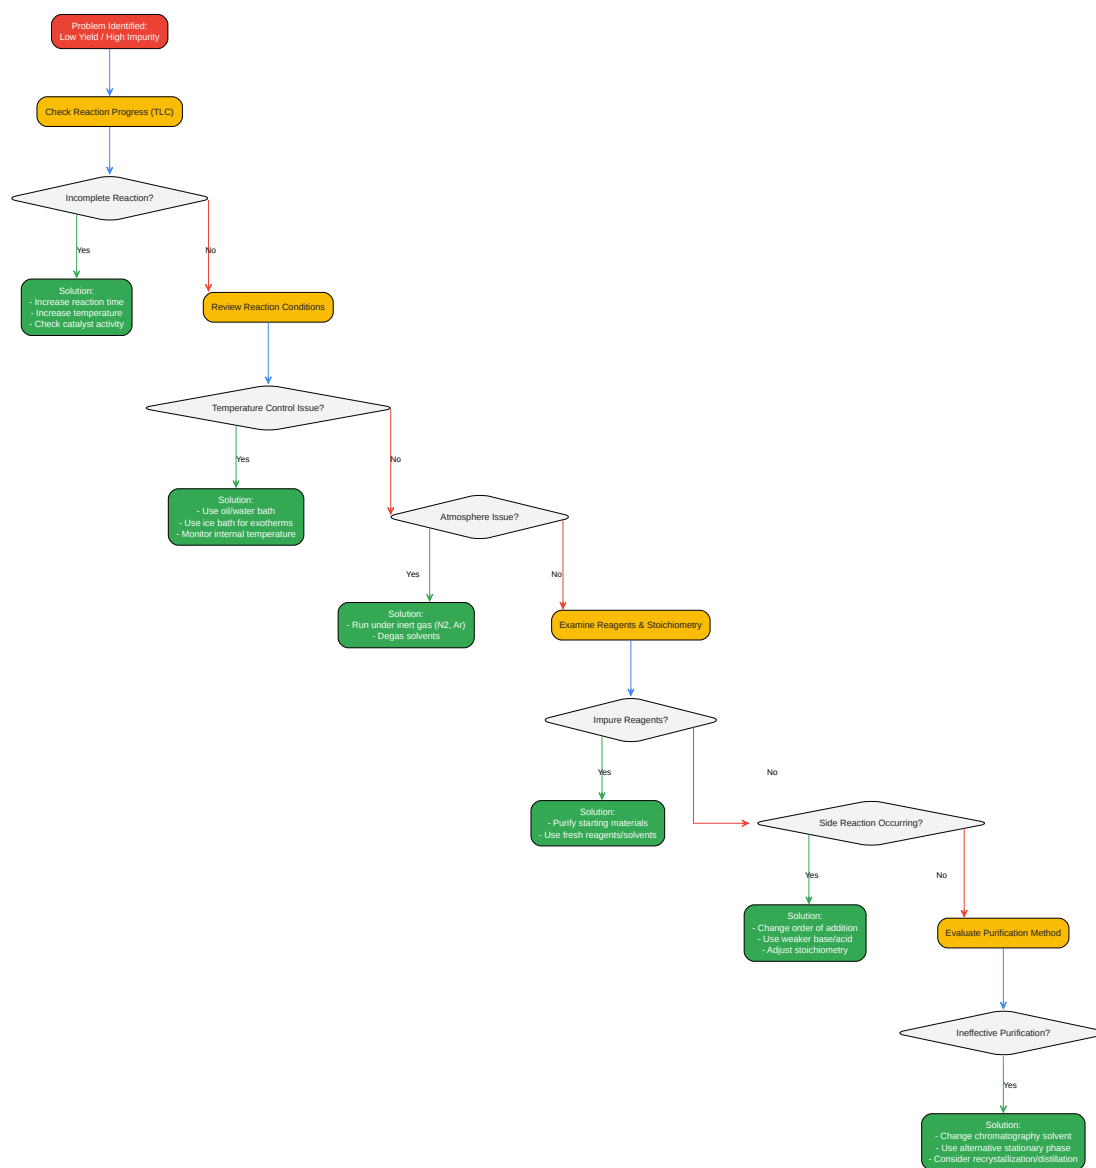 Problem Identified:
Low Yield / High Impurity
Check Reaction Progress (TLC)
Incomplete Reaction?
Yes
No
Solution:
- Increase reaction time
- Increase temperature
- Check catalyst activity
Review Reaction Conditions
Temperature Control Issue?
Yes
No
Solution:
- Use oil/water bath
- Use ice bath for exotherms
- Monitor internal temperature
Atmosphere Issue?
Yes
No
Solution:
- Run under inert gas (N2, Ar)
- Degas solvents
Examine Reagents & Stoichiometry
Impure Reagents?
Yes
No
Solution:
- Purify starting materials
- Use fresh reagents/solvents
Side Reaction Occurring?
Yes
No
Solution:
- Change order of addition
- Use weaker base/acid
- Adjust stoichiometry
Evaluate Purification Method
Ineffective Purification?
Yes
Solution:
- Change chromatography solvent
- Use alternative stationary phase
- Consider recrystallization/distillation